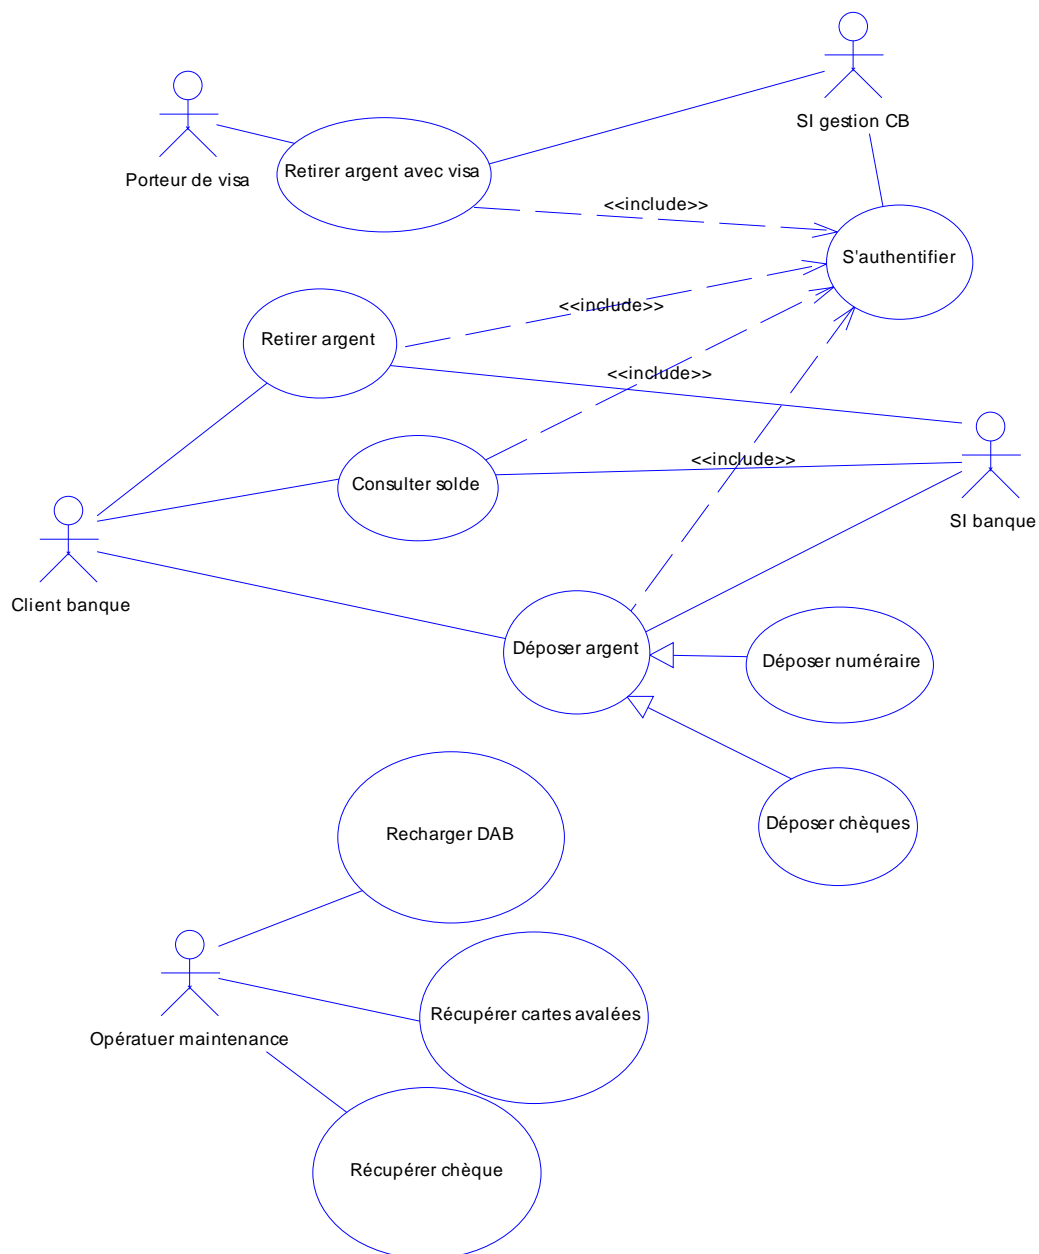 SI gestion CB
Porteur de visa
Retirer argent avec visa
<<include>>
S'authentifier
Retirer argent
<<include>>
<<include>>
Consulter solde
<<include>>
SI banque
Client banque
Déposer argent
Déposer numéraire
Déposer chèques
Recharger DAB
Récupérer cartes avalées
Opératuer maintenance
Récupérer chèque